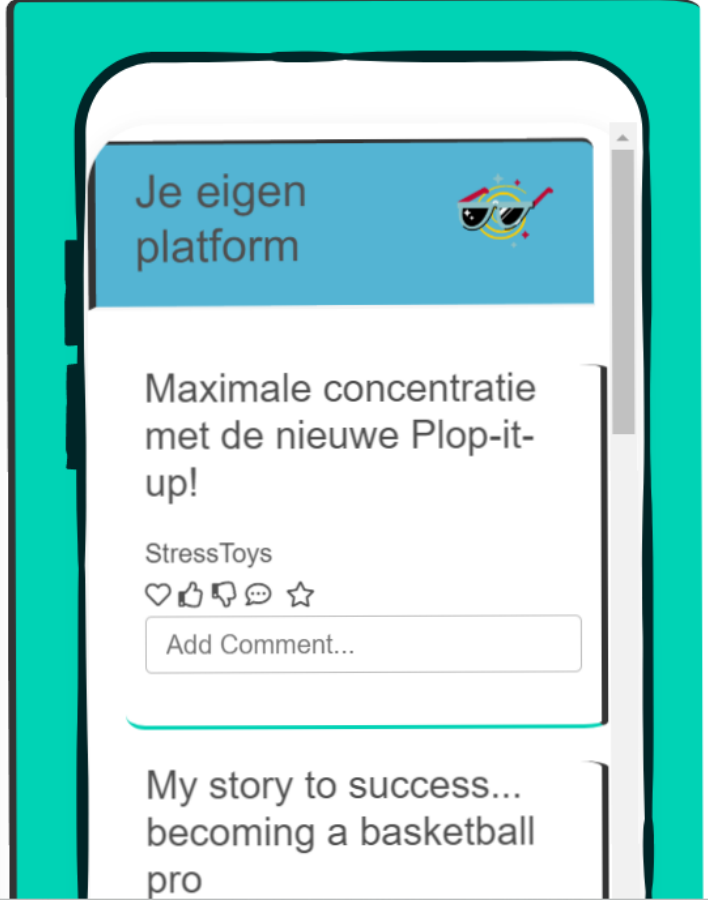 Je eigen
platform
Maximale concentratie
met de nieuwe Plop-it-
up!
StressToys
Add Comment...
My story to success...
becoming a basketball
pro